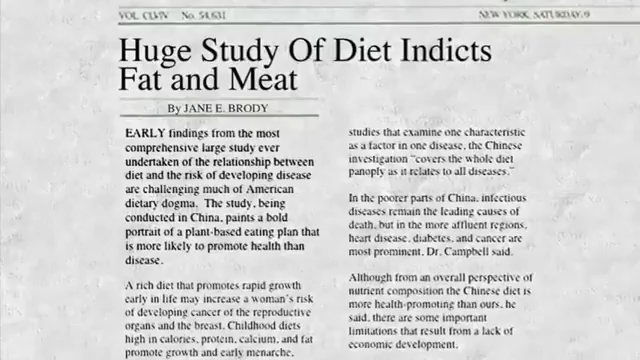 VOL. CLVIV No. 54,631
NEW YORK, SATURDAY, 9
Huge Study Of Diet Indicts
Fat and Meat
By JANE E. BRODY
EARLY findings from the most
comprehensive large study ever
undertaken of the relationship between
diet and the risk of developing disease
are challenging much of American
dietary dogma. The study, being
conducted in China, paints a bold
portrait of a plant-based eating plan that
is more likely to promote health than
disease.
A rich diet that promotes rapid growth
early in life may increase a woman's risk
of developing cancer of the reproductive
organs and the breast. Childhood diets
high in calories, protein, calcium, and fat
promote growth and early menarche,
studies that examine one characteristic
as a factor in one disease, the Chinese
investigation "covers the whole diet
panoply as it relates to all diseases."
In the poorer parts of China, infectious
diseases remain the leading causes of
death, but in the more affluent regions,
heart disease, diabetes, and cancer are
most prominent, Dr. Campbell said.
Although from an overall perspective of
nutrient composition the Chinese diet is
more health-promoting than ours, he
said, there are some important
limitations that result from a lack of
economic development.